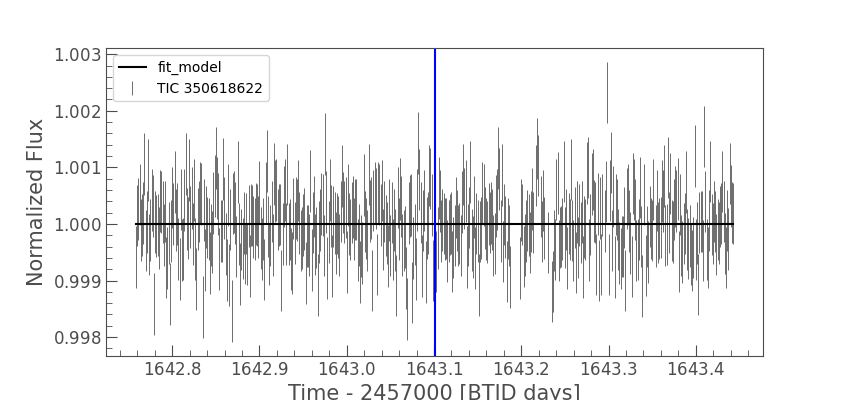 1.003
1.002
1.001
1.000
0.999
0.998
Normalized Flux
fit_model
TIC 350618622
1642.8 1642.9 1643.0 1643.1 1643.2 1643.3 1643.4
Time - 2457000 [BTJD days]